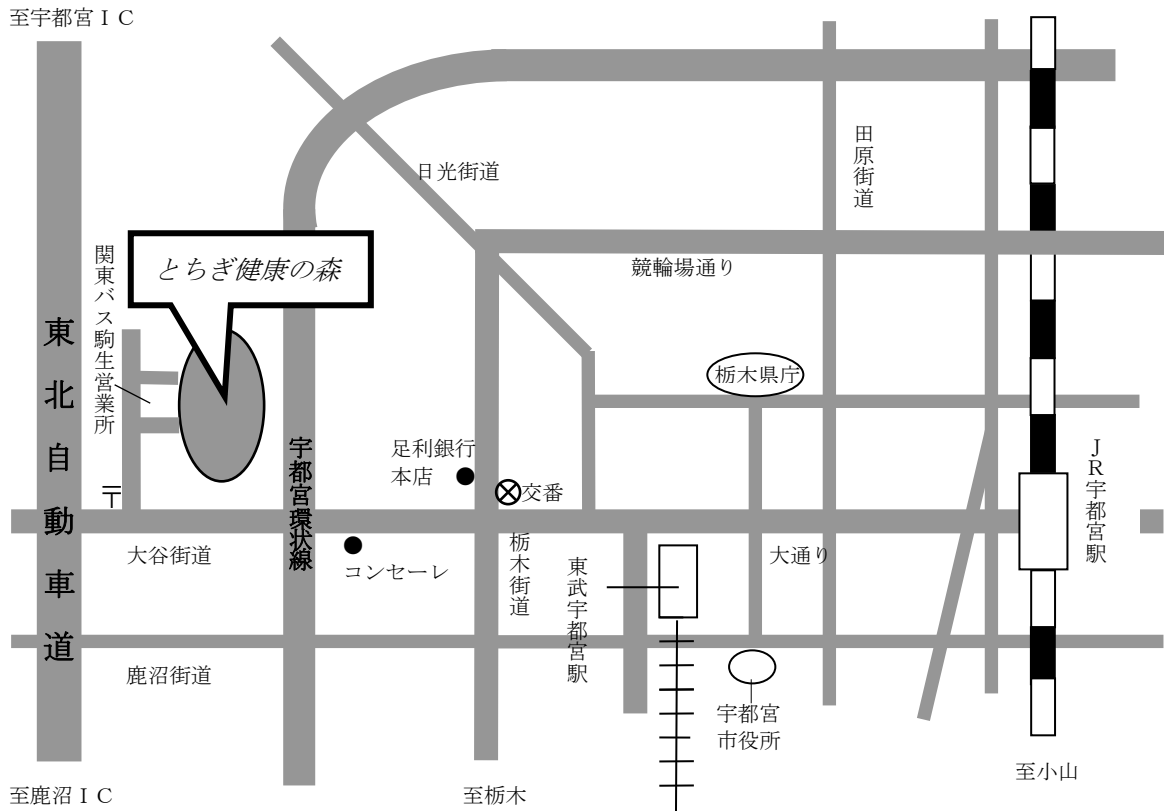 至宇都宮ＩＣ
田原街道
日光街道
関東バス駒生営業所
とちぎ健康の森
競輪場通り
東北自動車道
栃木県庁
宇都宮環状線
足利銀行
本店
交番
ＪＲ宇都宮駅
〒
大谷街道
コンセーレ
栃木街道
東武宇都宮駅
大通り
鹿沼街道
宇都宮
市役所
至小山
至鹿沼ＩＣ
至栃木